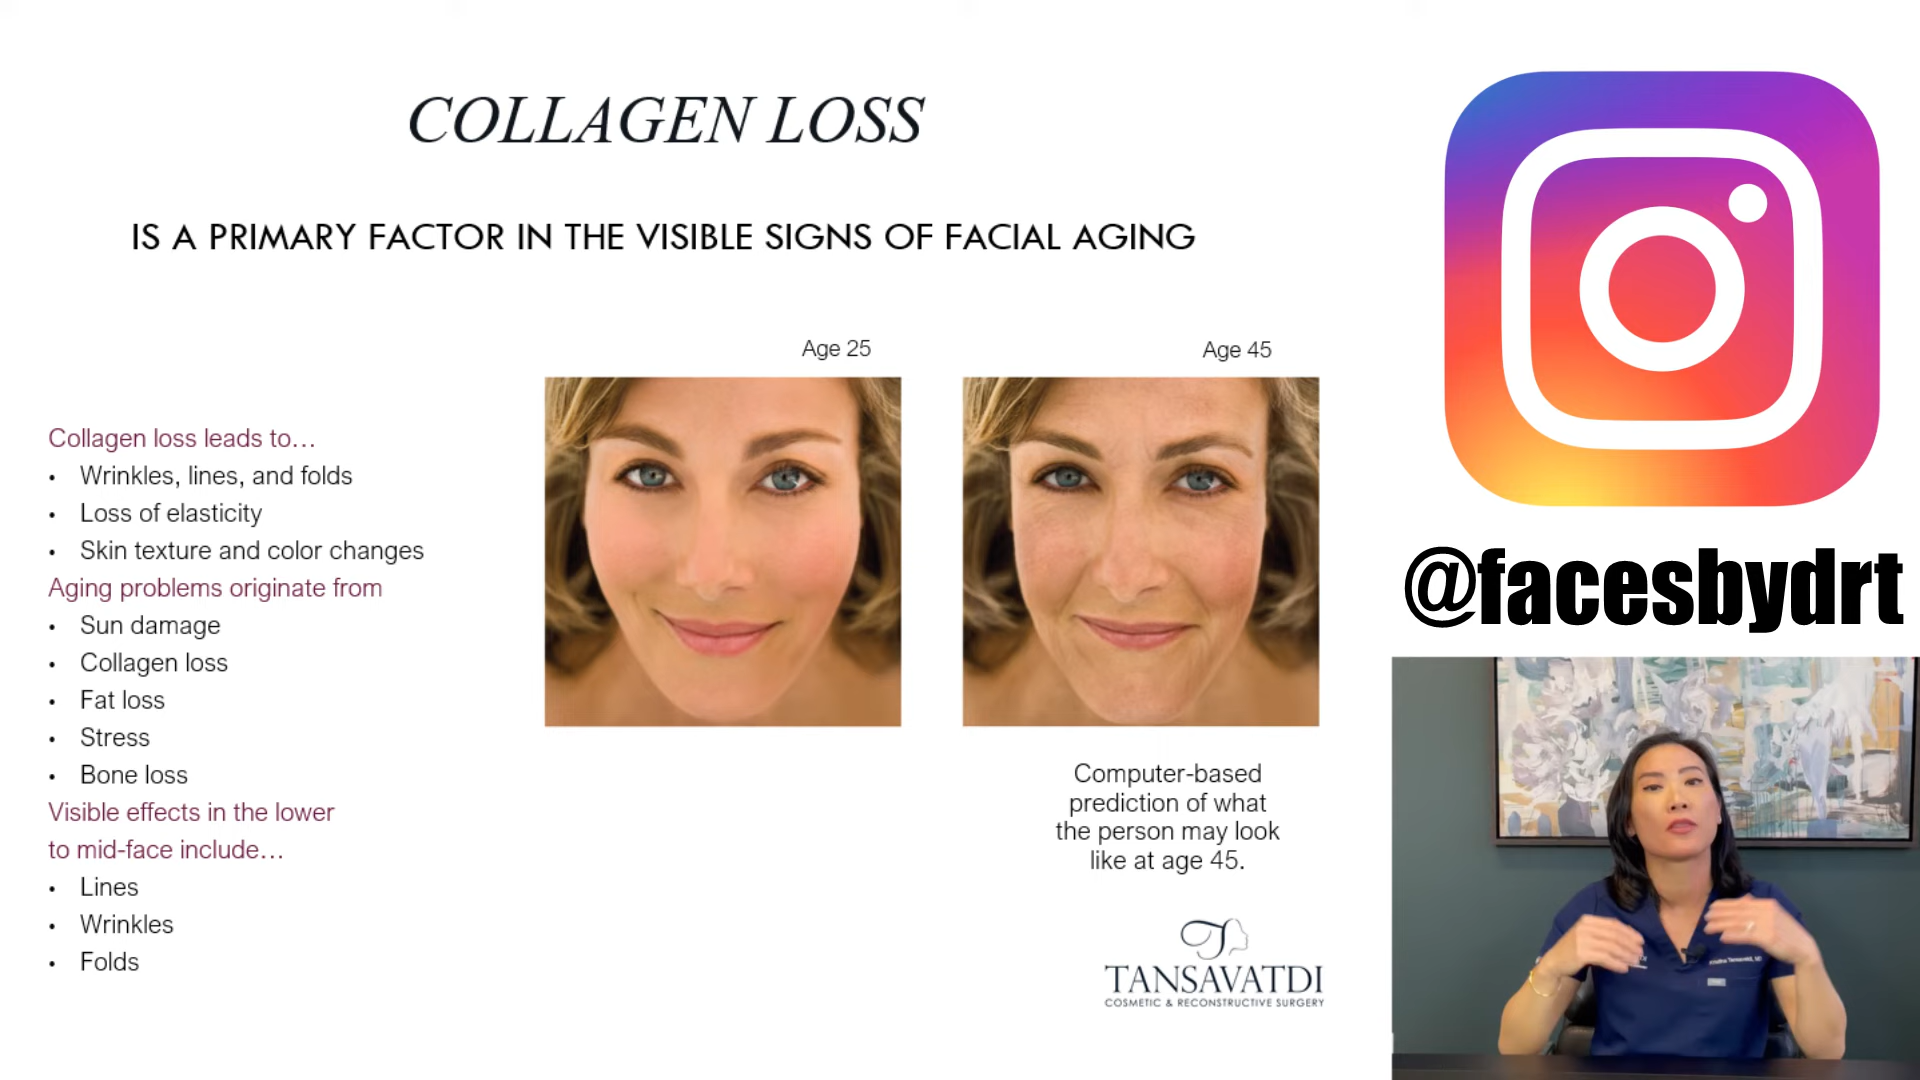 COLLAGEN LOSS
IS A PRIMARY FACTOR IN THE VISIBLE SIGNS OF FACIAL AGING
Collagen loss leads to…
• Wrinkles, lines, and folds
• Loss of elasticity
• Skin texture and color changes
Aging problems originate from
• Sun damage
• Collagen loss
• Fat loss
• Stress
• Bone loss
Visible effects in the lower
to mid-face include…
• Lines
• Wrinkles
• Folds
Age 25
Age 45
Computer-based
prediction of what
the person may look
like at age 45.
T
TANSAVATDI
COSMETIC & RECONSTRUCTIVE SURGERY
@facesbydrt
Tansavatdi, MD